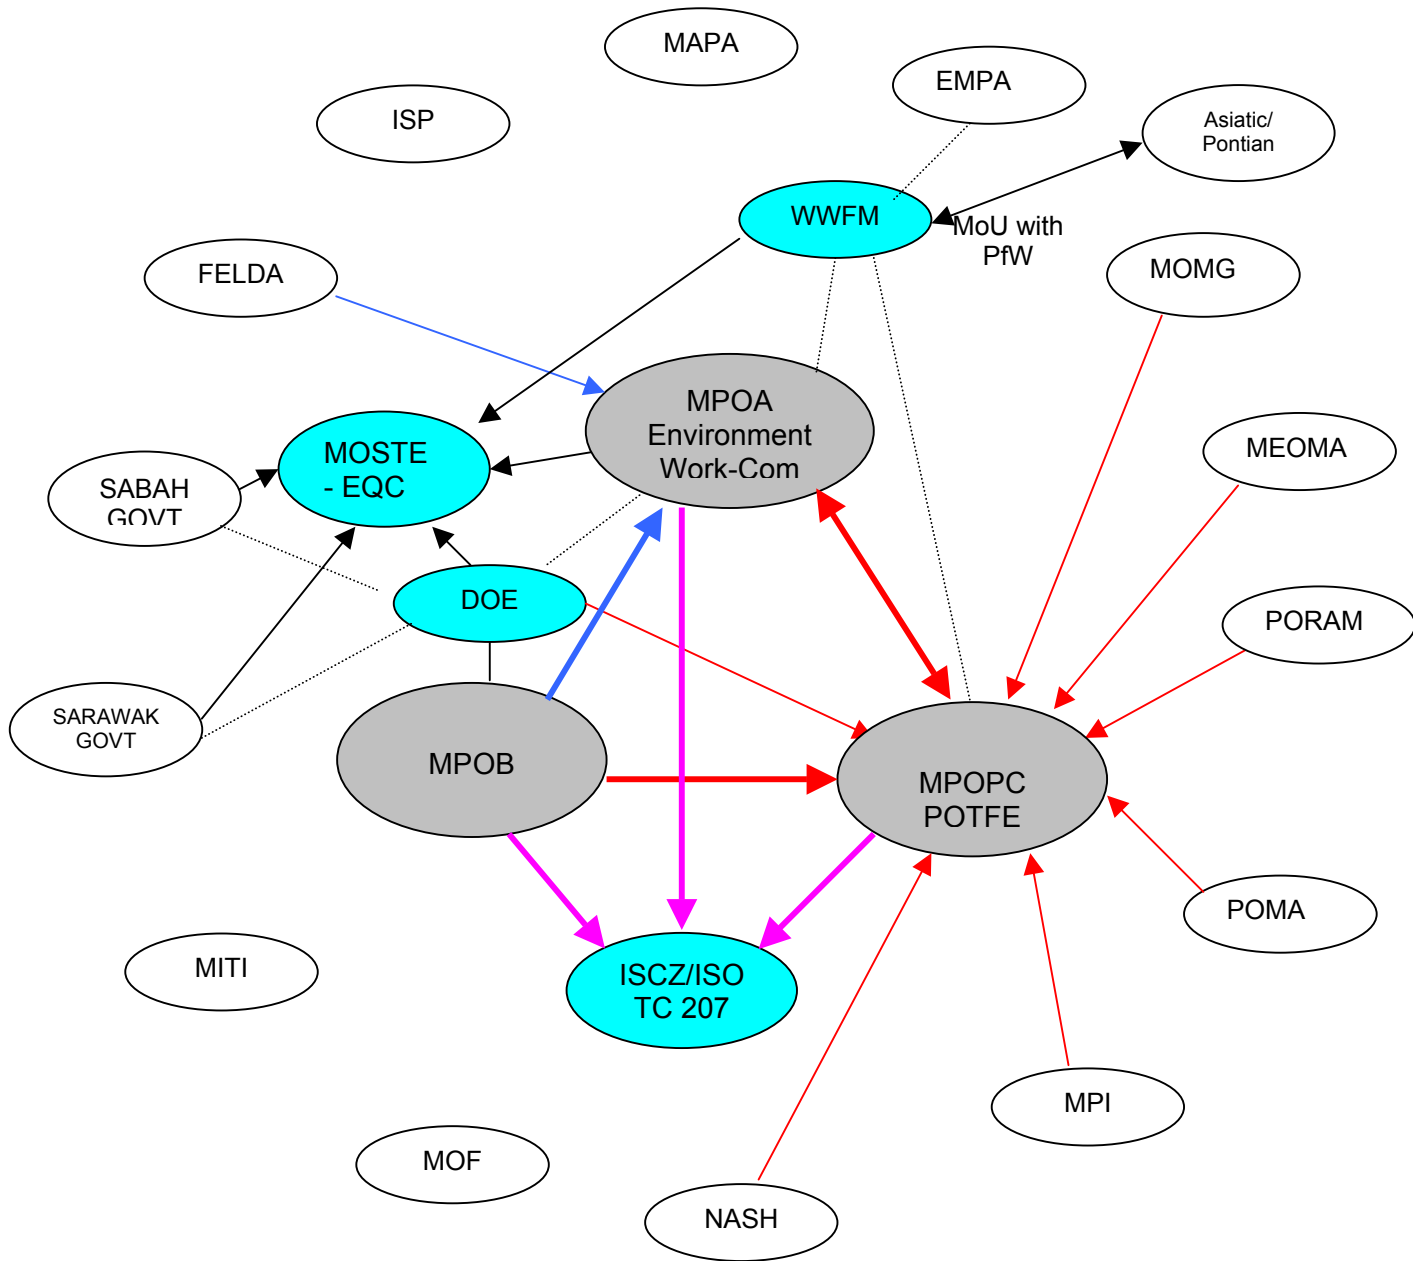 MAPA
EMPA
ISP
Asiatic/
Pontian
WWFM
MoU with
PfW
FELDA
MOMG
MPOA
Environment
Work-Com
MOSTE
- EQC
MEOMA
SABAH
GOVT
DOE
PORAM
SARAWAK
GOVT
MPOB
MPOPC
POTFE
POMA
MITI
ISCZ/ISO
TC 207
MPI
MOF
NASH